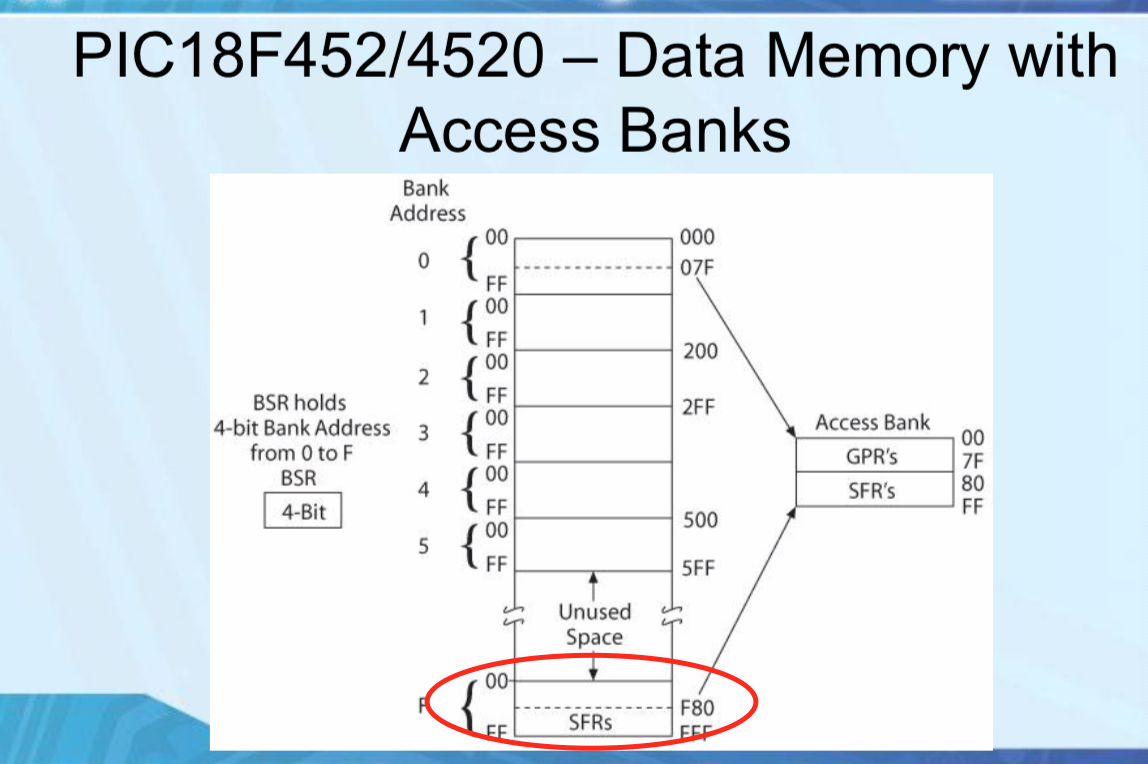 PIC18F452/4520 – Data Memory with
Access Banks
Bank
Address
0
00
FF
000
07F
1
00
FF
2
00
FF
200
2FF
3
00
FF
4
00
FF
5
00
FF
500
5FF
BSR holds
4-bit Bank Address
from 0 to F
BSR
4-Bit
Access Bank
GPR's
SFR's
00
7F
80
FF
Unused
Space
F
00
FF
SFRs
F80
FFF